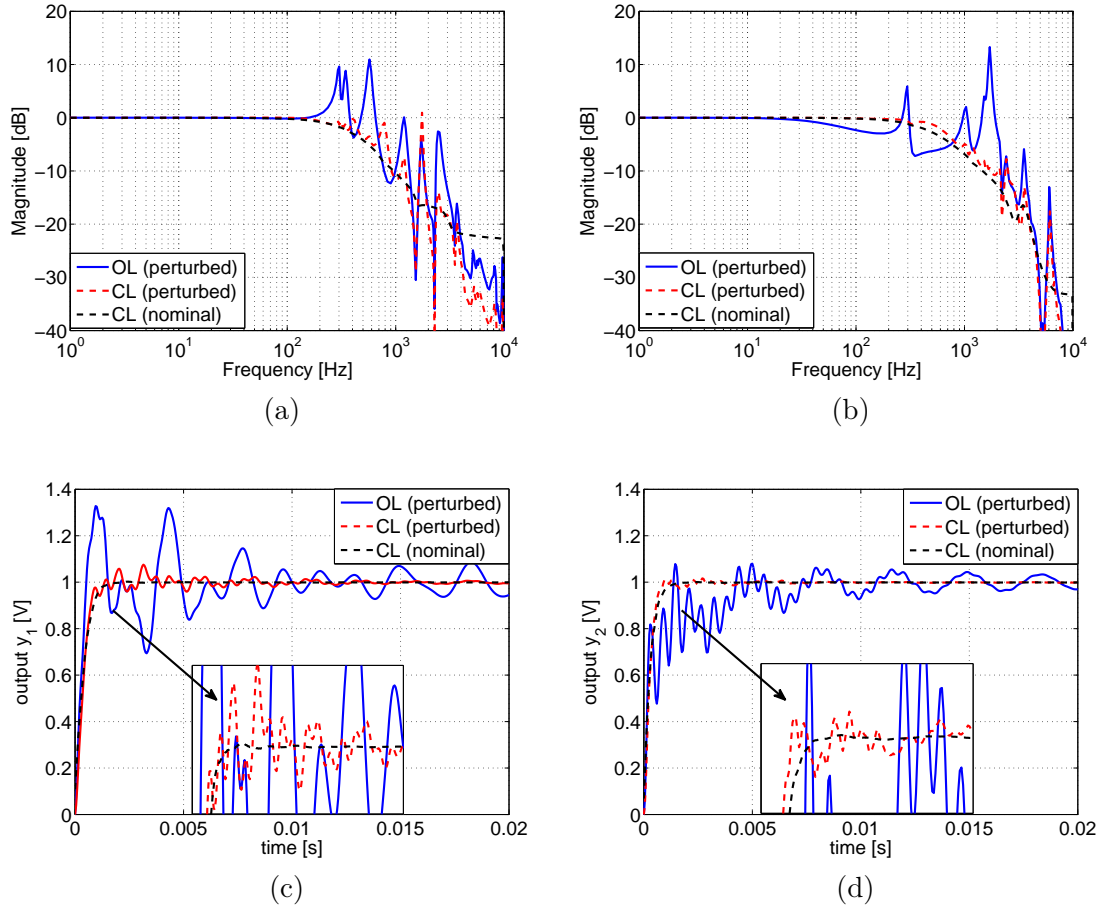 20
10
0
−10
−20
−30
−40
Magnitude [dB]
OL (perturbed)
CL (perturbed)
CL (nominal)
10^0
10^1
10^2
10^3
10^4
Frequency [Hz]
(a)
20
10
0
−10
−20
−30
−40
Magnitude [dB]
OL (perturbed)
CL (perturbed)
CL (nominal)
10^0
10^1
10^2
10^3
10^4
Frequency [Hz]
(b)
1.4
1.2
1
0.8
0.6
0.4
0.2
0
output y_1 [V]
OL (perturbed)
CL (perturbed)
CL (nominal)
0
0.005
0.01
0.015
0.02
time [s]
(c)
1.4
1.2
1
0.8
0.6
0.4
0.2
0
output y_2 [V]
OL (perturbed)
CL (perturbed)
CL (nominal)
0
0.005
0.01
0.015
0.02
time [s]
(d)